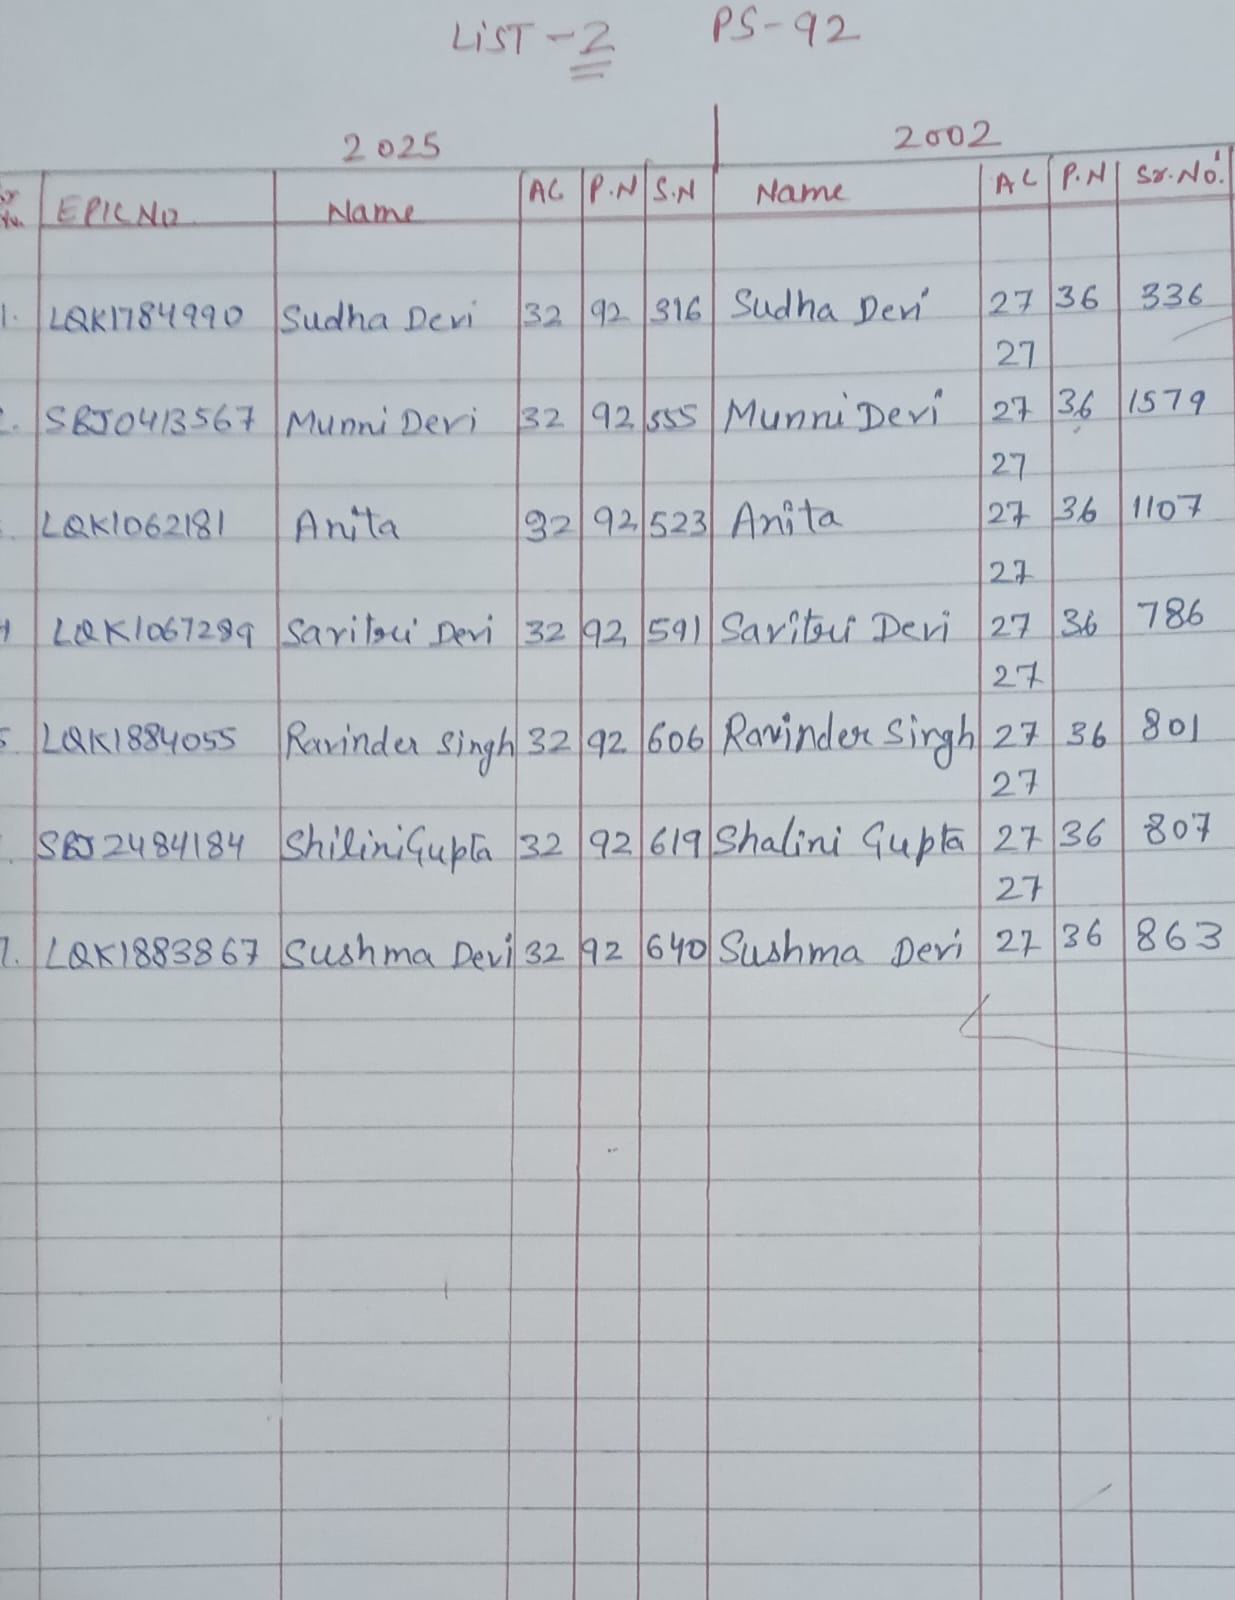 LIST - 2 PS-92
2025 2002
EPIC NO Name AC P.N S.N Name AC P.N Sr.No.
1. LQK1784990 Sudha Devi 32 92 316 Sudha Devi 27 36 336
27
2. SBJ0413567 Munni Devi 32 92 555 Munni Devi 27 36 1579
27
LQK1062181 Anita 32 92 523 Anita 27 36 1107
27
4 LQK1067289 Savitri Devi 32 92 591 Savitri Devi 27 36 786
27
5 LQK1884055 Ravinder Singh 32 92 606 Ravinder Singh 27 36 801
27
SBJ2484184 Shilini Gupta 32 92 619 Shalini Gupta 27 36 807
27
7. LQK1883867 Sushma Devi 32 92 640 Sushma Devi 27 36 863